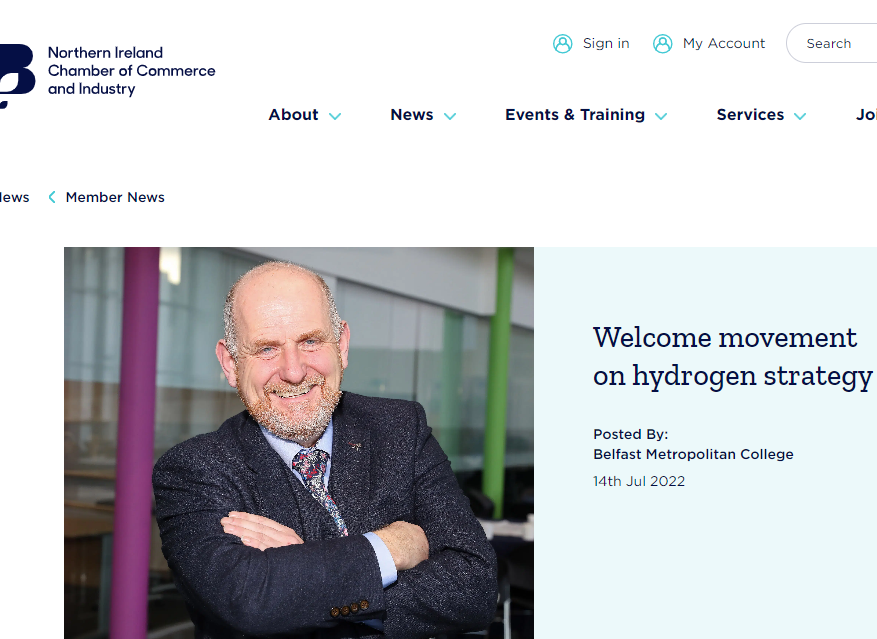 Northern Ireland
Chamber of Commerce
and Industry
Sign in
My Account
Search
About
News
Events & Training
Services
Member News
Welcome movement
on hydrogen strategy
Posted By:
Belfast Metropolitan College
14th Jul 2022